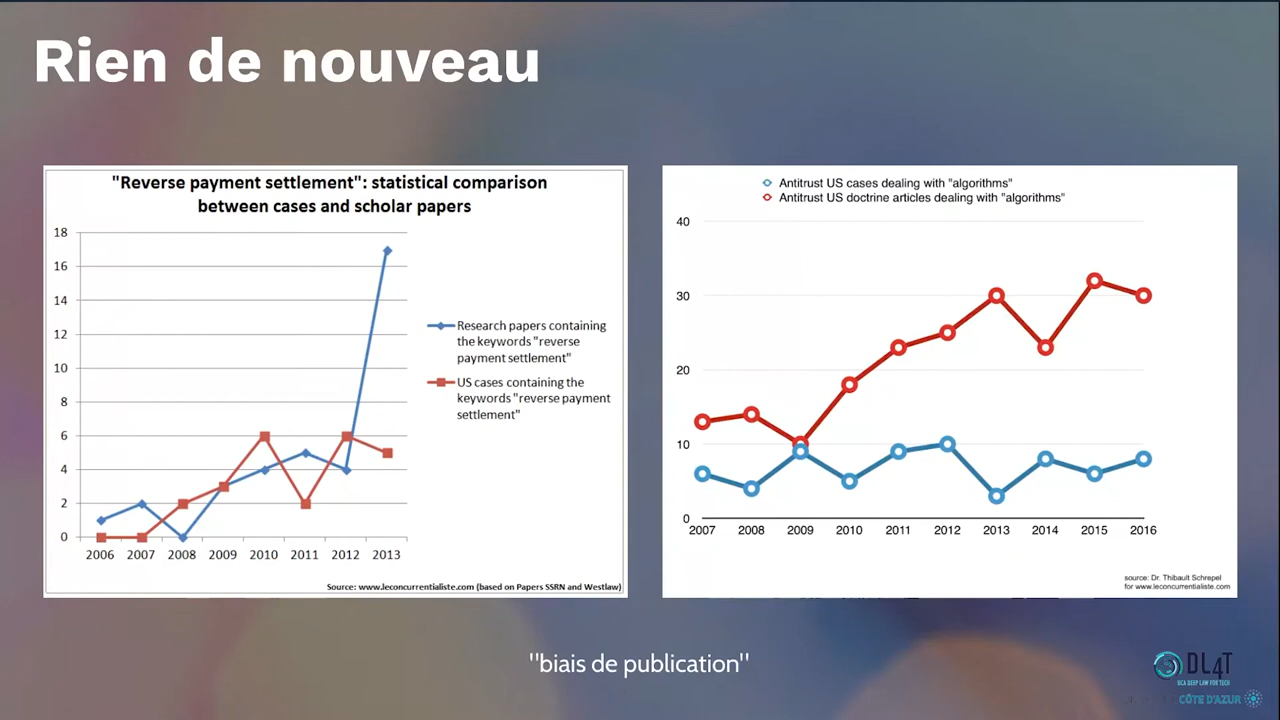 Rien de nouveau
"Reverse payment settlement": statistical comparison
between cases and scholar papers
18
16
14
12
10
8
6
4
2
0
2006 2007 2008 2009 2010 2011 2012 2013
Research papers containing
the keywords "reverse
payment settlement"
US cases containing the
keywords "reverse payment
settlement"
Source: www.leconcurrentialiste.com (based on Papers SSRN and Westlaw)
Antitrust US cases dealing with "algorithms"
Antitrust US doctrine articles dealing with "algorithms"
40
30
20
10
0
2007 2008 2009 2010 2011 2012 2013 2014 2015 2016
source: Dr. Thibault Schrepel
for www.leconcurrentialiste.com
"biais de publication"
DL4T
UCA DEEP LAW FOR TECH
CÔTE D'AZUR